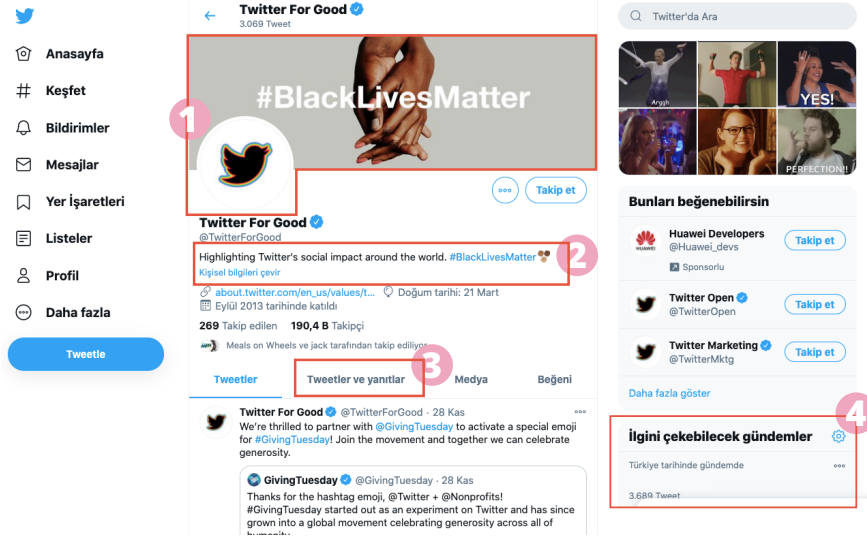 Anasayfa
Keşfet
Bildirimler
Mesajlar
Yer İşaretleri
Listeler
Profil
Daha fazla
Tweetle
Twitter For Good
3.069 Tweet
#BlackLivesMatter
1
Takip et
Twitter For Good
@TwitterForGood
Highlighting Twitter's social impact around the world. #BlackLivesMatter
Kişisel bilgileri çevir
2
about.twitter.com/en_us/values/t... Doğum tarihi: 21 Mart
Eylül 2013 tarihinde katıldı
269 Takip edilen 190,4 B Takipçi
Meals on Wheels ve jack tarafından takip ediliyor
3
Tweetler Tweetler ve yanıtlar Medya Beğeni
Twitter For Good @TwitterForGood · 28 Kas
We're thrilled to partner with @GivingTuesday to activate a special emoji
for #GivingTuesday! Join the movement and together we can celebrate
generosity.
GivingTuesday @GivingTuesday · 28 Kas
Thanks for the hashtag emoji, @Twitter + @Nonprofits!
#GivingTuesday started out as an experiment on Twitter and has since
grown into a global movement celebrating generosity across all of
humanity.
Twitter'da Ara
Arggh
YES!
PERFECTION!!
Bunları beğenebilirsin
HUAWEI
Huawei Developers
@Huawei_devs
Takip et
Sponsorlu
Twitter Open
@TwitterOpen
Takip et
Twitter Marketing
@TwitterMktg
Takip et
Daha fazla göster
4
İlgini çekebilecek gündemler
Türkiye tarihinde gündemde
3.689 Tweet